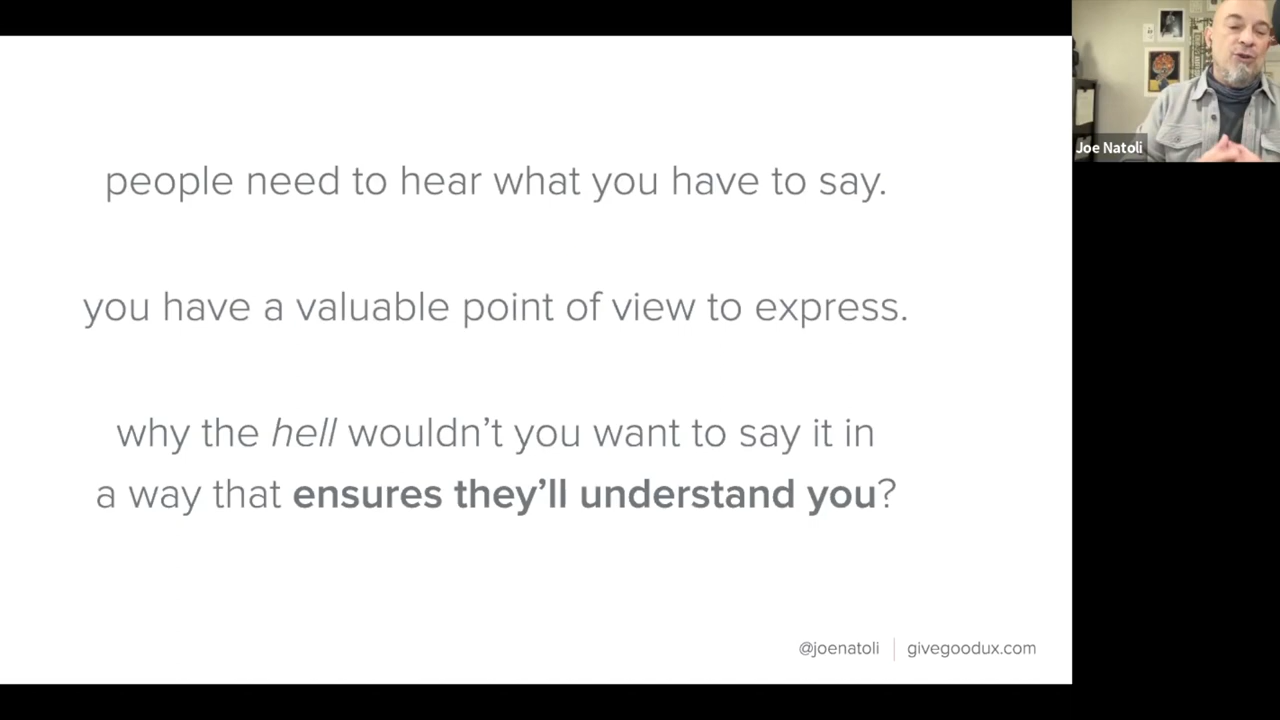 people need to hear what you have to say.
you have a valuable point of view to express.
why the hell wouldn’t you want to say it in
a way that ensures they’ll understand you?
@joenatoli | givegoodux.com
Joe Natoli